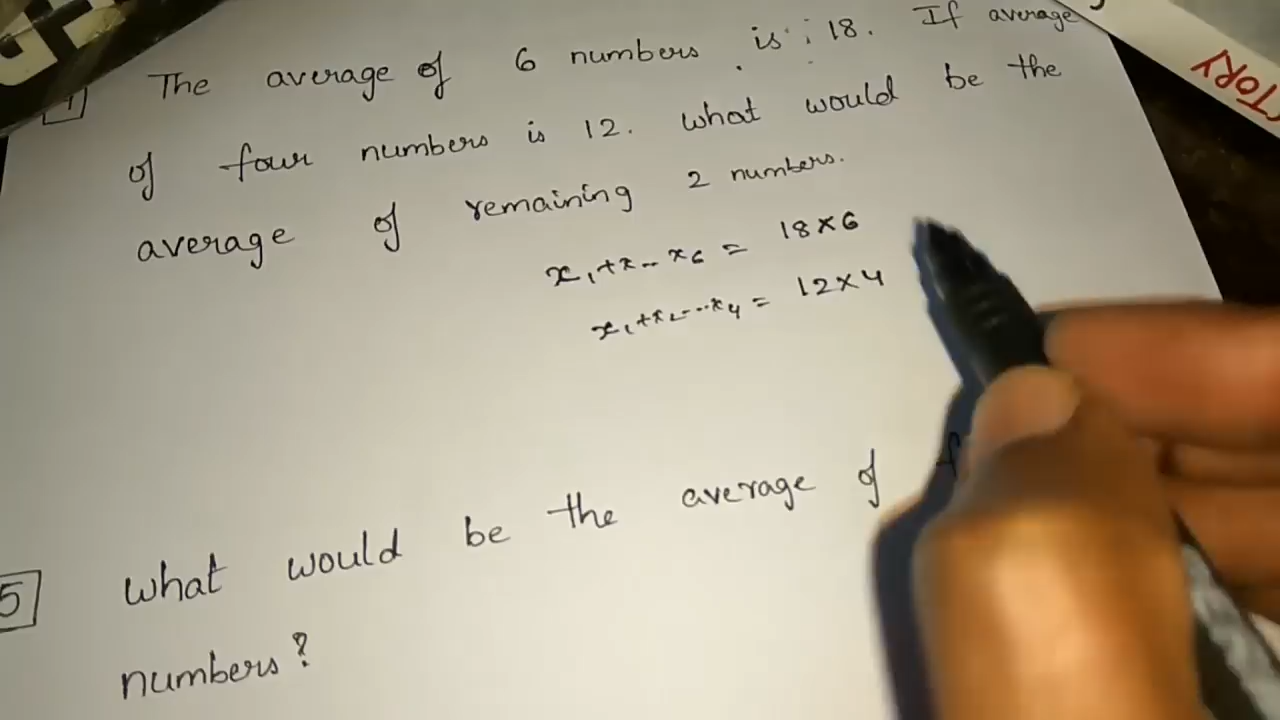 The average of 6 numbers is : 18. If average
of four numbers is 12. what would be the
average of remaining 2 numbers.
x₁+x-- x₆ = 18×6
x₁+x₂---x₄ = 12×4
5 what would be the average of
numbers?
TORY